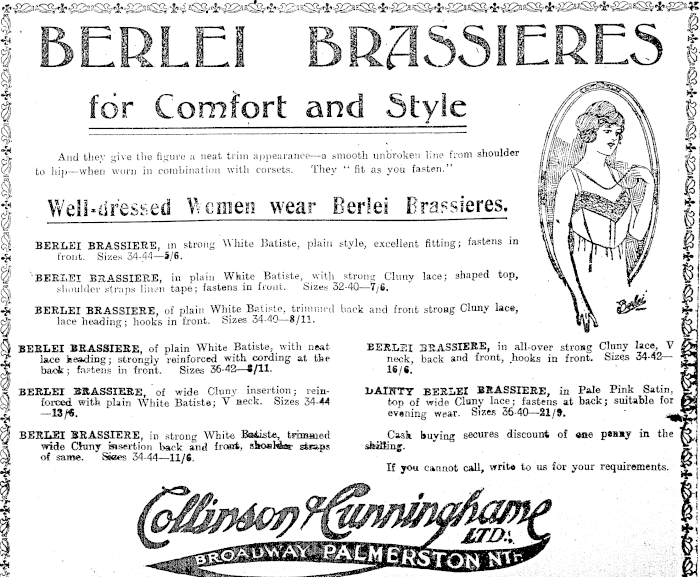 BERLEI BRASSIERES
for Comfort and Style
And they give the figure a neat trim appearance—a smooth unbroken line from shoulder
to hip—when worn in combination with corsets. They "fit as you fasten."
Well-dressed Women wear Berlei Brassieres.
BERLEI BRASSIERE, in strong White Batiste, plain style, excellent fitting; fastens in
front. Sizes 34-44—5/6.
BERLEI BRASSIERE, in plain White Batiste, with strong Cluny lace; shaped top,
shoulder straps linen tape; fastens in front. Sizes 32-40—7/6.
BERLEI BRASSIERE, of plain White Batiste, trimmed back and front strong Cluny lace,
lace heading; hooks in front. Sizes 34-40—8/11.
Berlei
BERLEI BRASSIERE, of plain White Batiste, with neat
lace heading; strongly reinforced with cording at the
back; fastens in front. Sizes 36-42—8/11.
BERLEI BRASSIERE, of wide Cluny insertion; rein-
forced with plain White Batiste; V neck. Sizes 34-44
—13/6.
BERLEI BRASSIERE, in strong White Batiste, trimmed
wide Cluny insertion back and front, shoulder straps
of same. Sizes 34-44—11/6.
BERLEI BRASSIERE, in all-over strong Cluny lace, V
neck, back and front, hooks in front. Sizes 34-42—
16/6.
DAINTY BERLEI BRASSIERE, in Pale Pink Satin,
top of wide Cluny lace; fastens at back; suitable for
evening wear. Sizes 36-40—21/9.
Cash buying secures discount of one penny in the
shilling.
If you cannot call, write to us for your requirements.
Collinson & Cunninghame
LTD.,
BROADWAY PALMERSTON NTH.